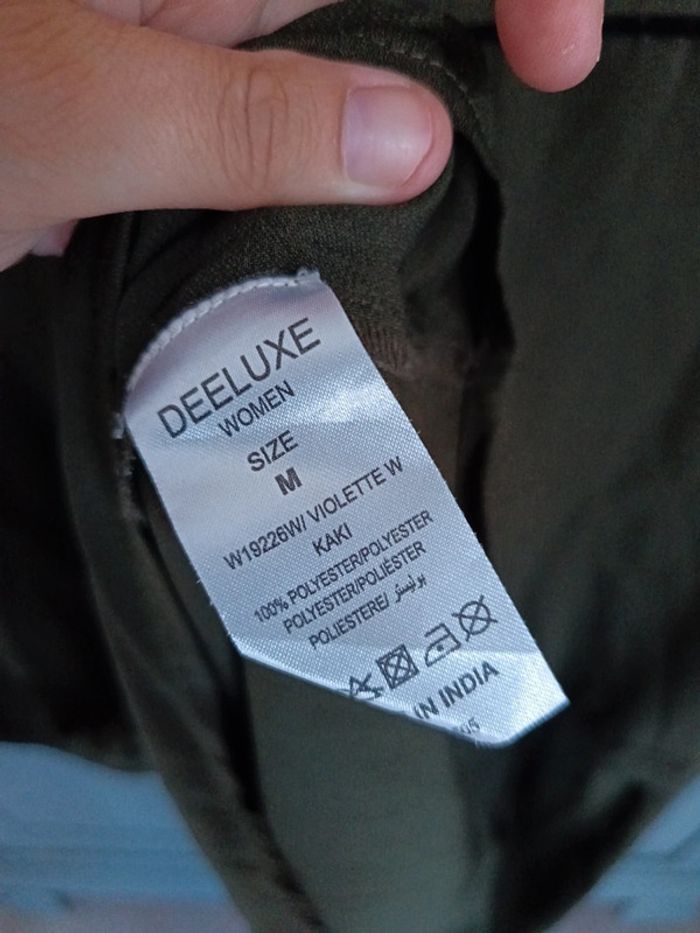 DEELUXE
WOMEN
SIZE
M
W19226W/ VIOLETTE W
KAKI
100% POLYESTER/POLYESTER
POLYESTER/POLIÉSTER
POLIESTERE/ بوليستر
IN INDIA